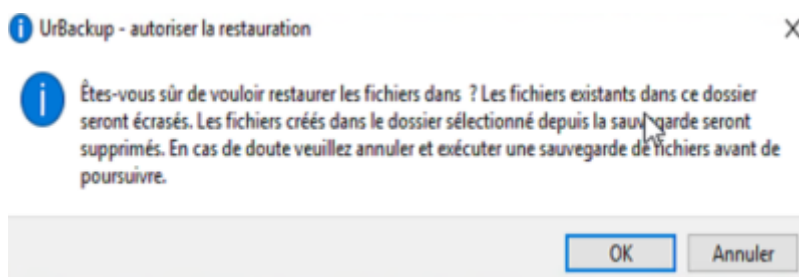 UrBackup - autoriser la restauration
Êtes-vous sûr de vouloir restaurer les fichiers dans ? Les fichiers existants dans ce dossier
seront écrasés. Les fichiers créés dans le dossier sélectionné depuis la sauvegarde seront
supprimés. En cas de doute veuillez annuler et exécuter une sauvegarde de fichiers avant de
poursuivre.
OK
Annuler